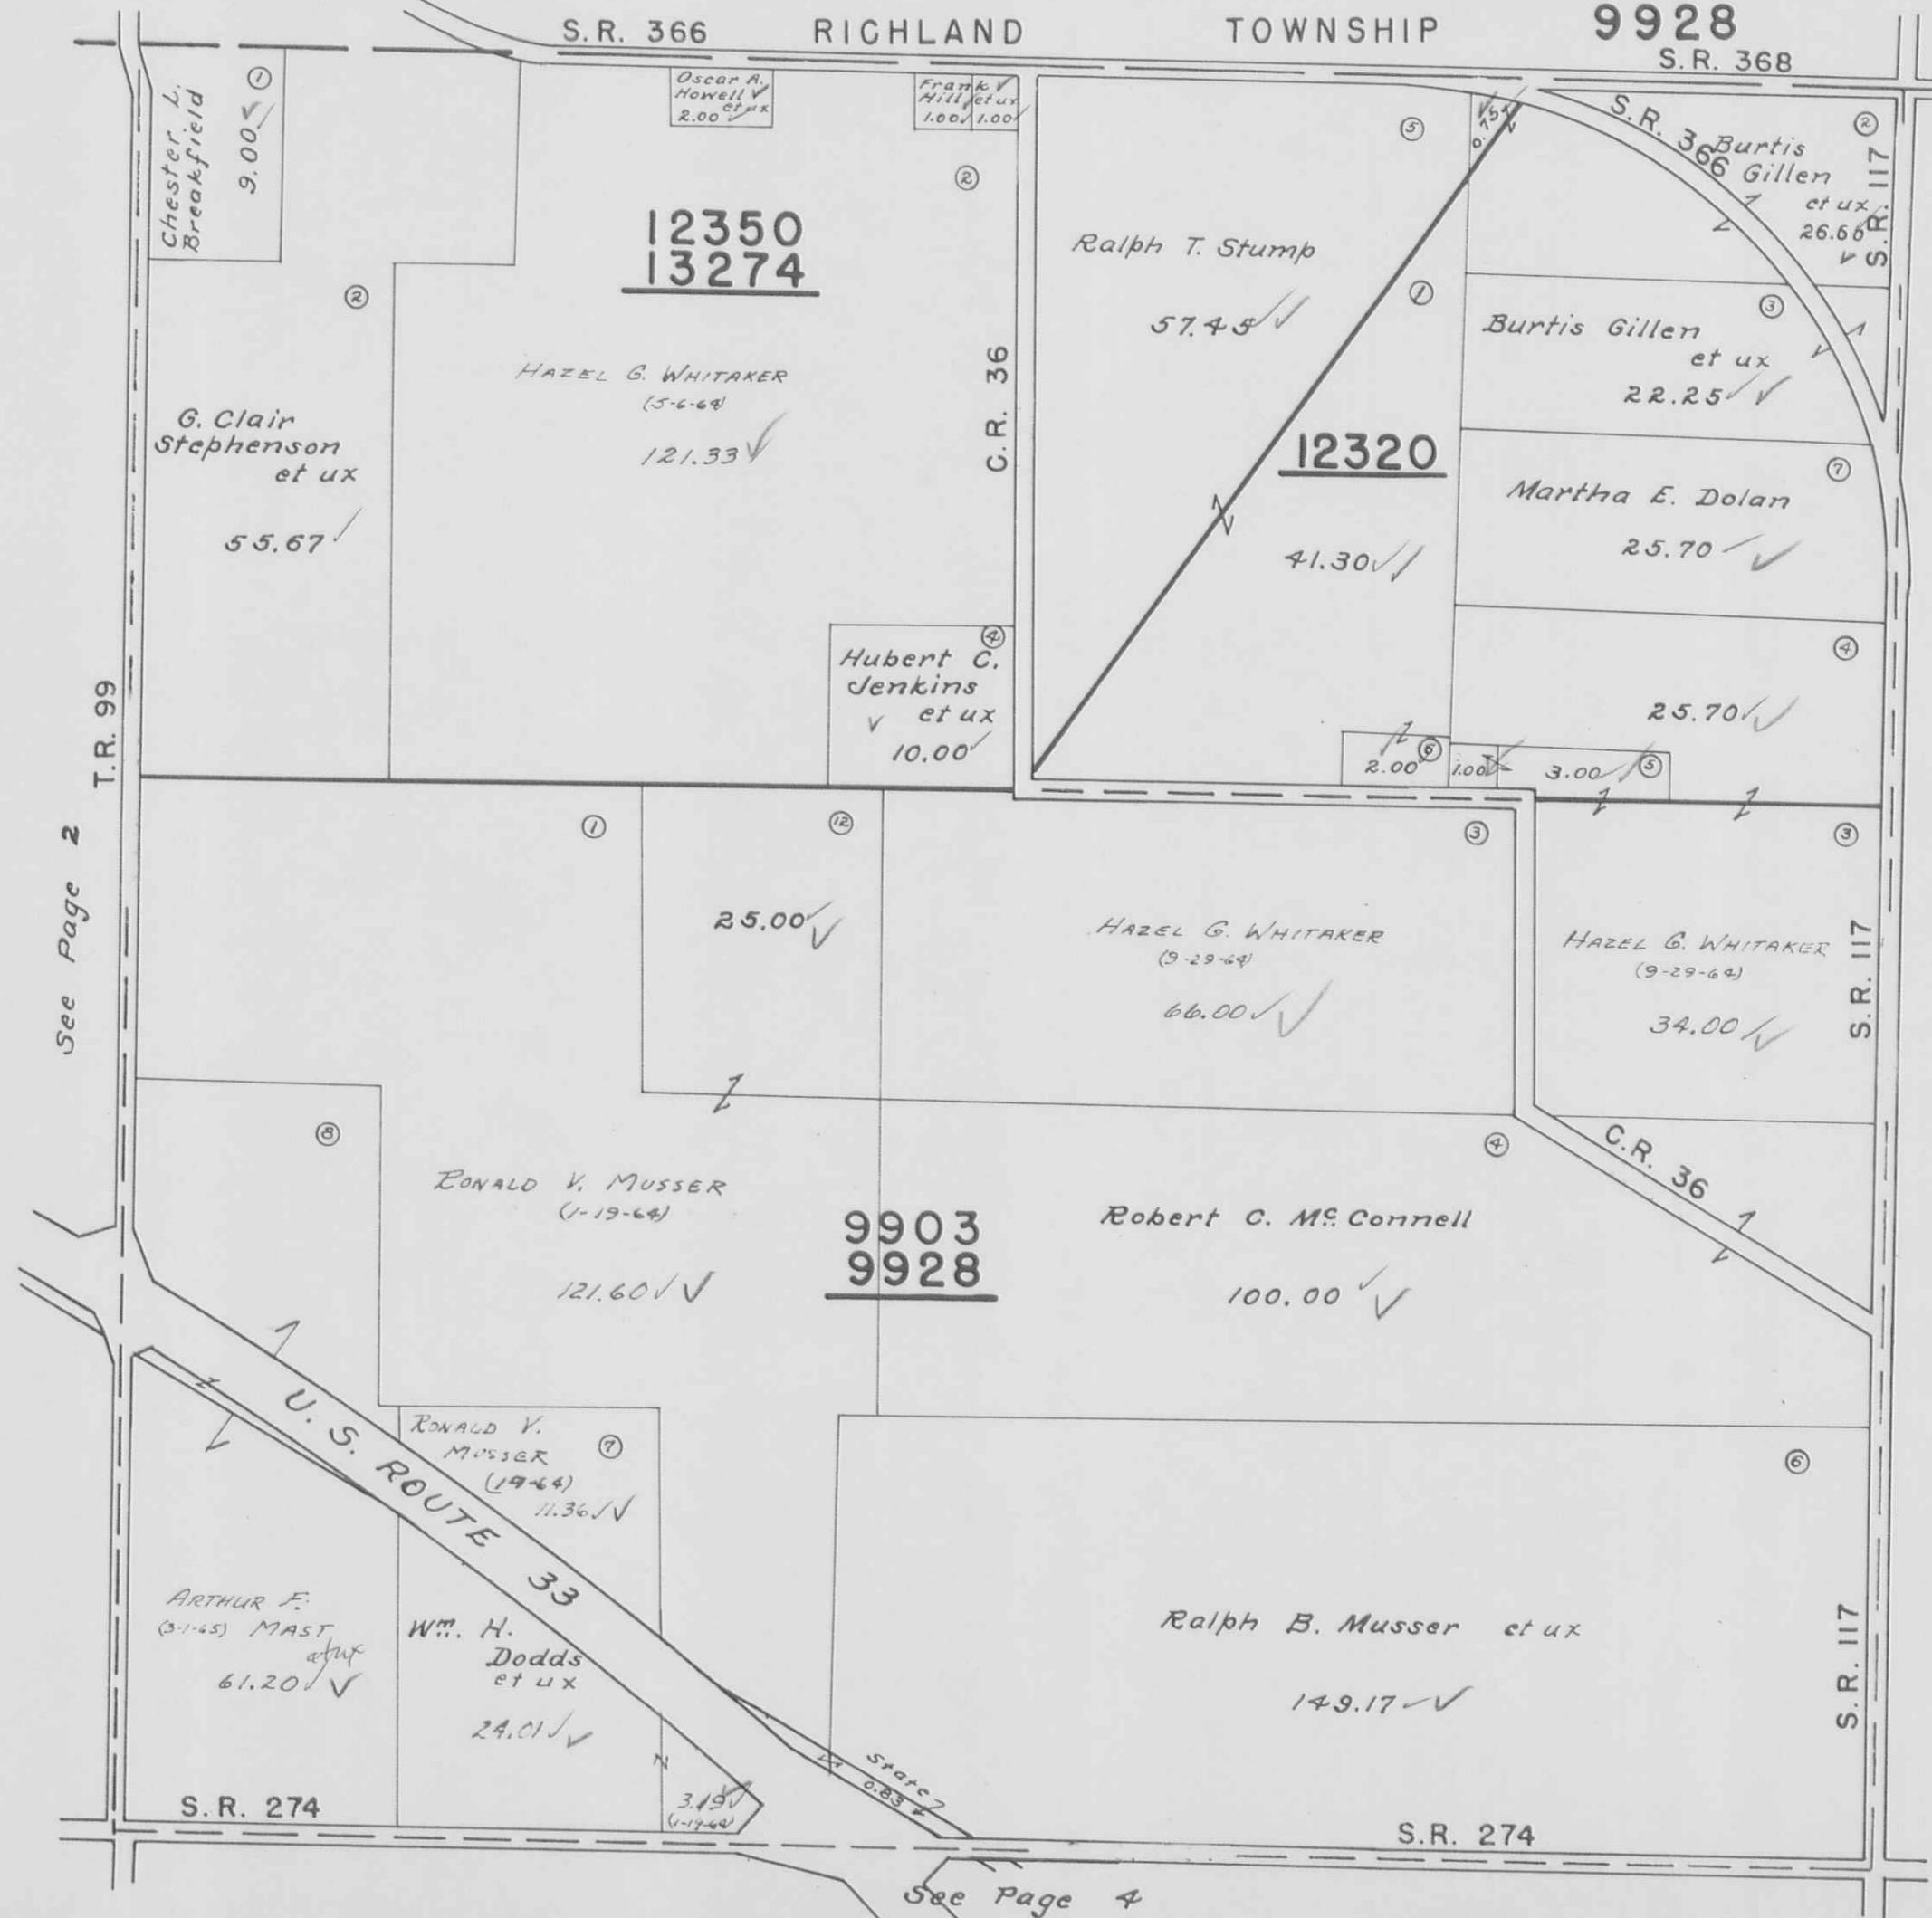 S.R. 366 RICHLAND TOWNSHIP 9928
S.R. 368
Chester L.
Breakfield
9.00
1
Oscar A.
Howell
et ux
2.00
Frank
Hill et ux
1.00 1.00
2
12350
13274
HAZEL G. WHITAKER
(5-6-64)
121.33
2
G. Clair
Stephenson
et ux
55.67
4
Hubert C.
Jenkins
et ux
10.00
C.R. 36
5
Ralph T. Stump
57.45
0.75
S.R. 366
2
Burtis
Gillen
et ux
26.66
S.R. 117
1
12320
41.30
3
Burtis Gillen
et ux
22.25
7
Martha E. Dolan
25.70
4
25.70
6
2.00
1.00
3.00
5
T.R. 99
See Page 2
1
12
25.00
3
HAZEL G. WHITAKER
(9-29-64)
66.00
3
HAZEL G. WHITAKER
(9-29-64)
34.00
S.R. 117
8
RONALD V. MUSSER
(1-19-64)
121.60
9903
9928
4
Robert C. Mc. Connell
100.00
C.R. 36
U.S. ROUTE 33
RONALD V.
MUSSER
7
(19-64)
11.36
6
ARTHUR F.
(3-1-65) MAST
et ux
61.20
Wm. H.
Dodds
et ux
24.01
Ralph B. Musser et ux
149.17
S.R. 117
State
0.83
3.19
(1-19-64)
S.R. 274
S.R. 274
See Page 4